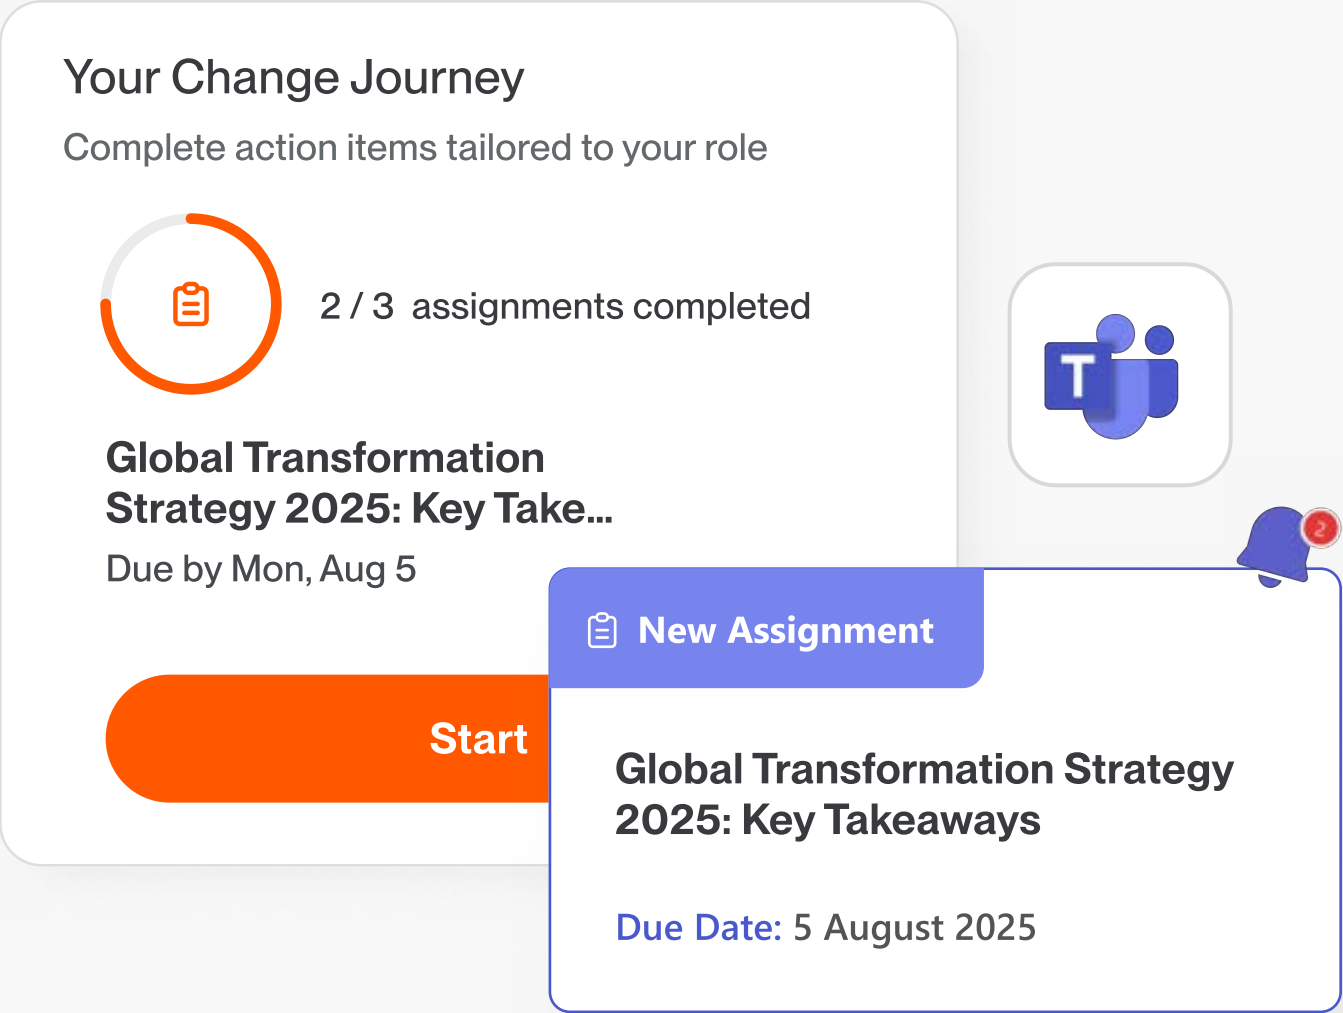 Your Change Journey
Complete action items tailored to your role
2 / 3 assignments completed
Global Transformation
Strategy 2025: Key Take...
Due by Mon, Aug 5
Start
T
2
New Assignment
Global Transformation Strategy
2025: Key Takeaways
Due Date: 5 August 2025